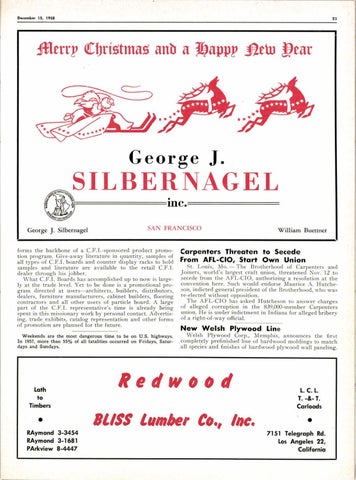 December 15, 1958
21
Merry Christmas and a Happy New Year
George J.
SILBERNAGEL
inc.
SAN FRANCISCO
George J. Silbernagel
William Buettner
forms the backbone of a C.F.I.-sponsored product promo-
tion program. Give-away literature in quantity, samples of
all types of C.F.I. boards and counter display racks to hold
samples and literature are available to the retail C.F.I.
dealer through his jobber.
What C.F.I. Boards has accomplished up to now is large-
ly at the trade level. Yet to be done is a promotional pro-
gram directed at users—architects, builders, distributors,
dealers, furniture manufacturers, cabinet builders, flooring
contractors and all other users of particle board. A large
part of the C.F.I. representative's time is already being
spent in this missionary work by personal contact. Advertis-
ing, trade exhibits, catalog representation and other forms
of promotion are planned for the future.
Weekends are the most dangerous time to be on U.S. highways.
In 1957, more than 55% of all fatalities occurred on Fridays, Satur-
days and Sundays.
Carpenters Threaten to Secede
From AFL-CIO, Start Own Union
St. Louis, Mo.—The Brotherhood of Carpenters and
Joiners, world's largest craft union, threatened Nov. 12 to
secede from the AFL-CIO, authorizing a resolution at the
convention here. Such would enforce Maurice A. Hutche-
son, indicted general president of the Brotherhood, who was
re-elected without opposition.
The AFL-CIO has asked Hutcheson to answer charges
of alleged corruption in the 839,000-member Carpenters
union. He is under indictment in Indiana for alleged bribery
of a right-of-way official.
New Welsh Plywood Line
Welsh Plywood Corp., Memphis, announces the first
completely prefinished line of hardwood moldings to match
all species and finishes of hardwood plywood wall paneling.
Redwood
Lath
to
Timbers
L. C. L.
T. -&- T.
Carloads
BLISS Lumber Co., Inc.
RAymond 3-3454
RAymond 3-1681
PArkview 8-4447
7151 Telegraph Rd.
Los Angeles 22,
California